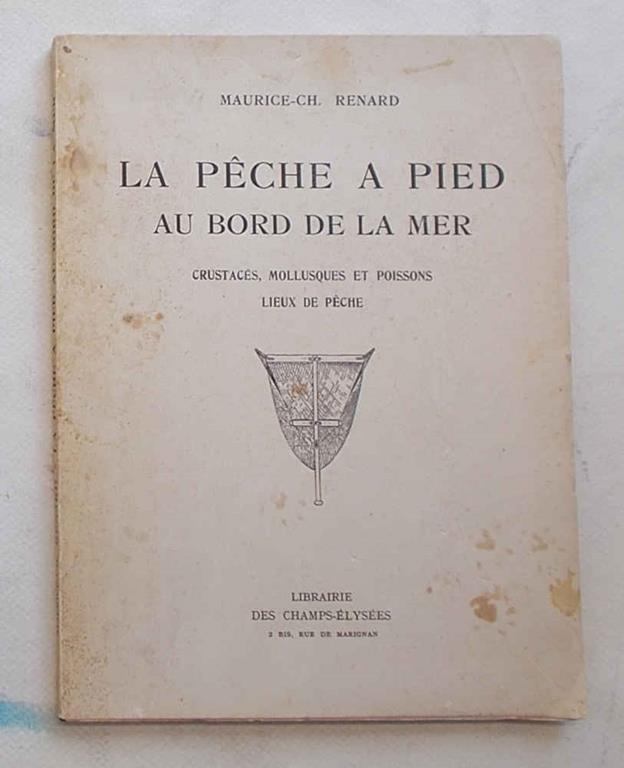 MAURICE-CH. RENARD
LA PÊCHE A PIED
AU BORD DE LA MER
CRUSTACÉS, MOLLUSQUES ET POISSONS
LIEUX DE PÊCHE
LIBRAIRIE
DES CHAMPS-ÉLYSÉES
2 BIS, RUE DE MARIGNAN